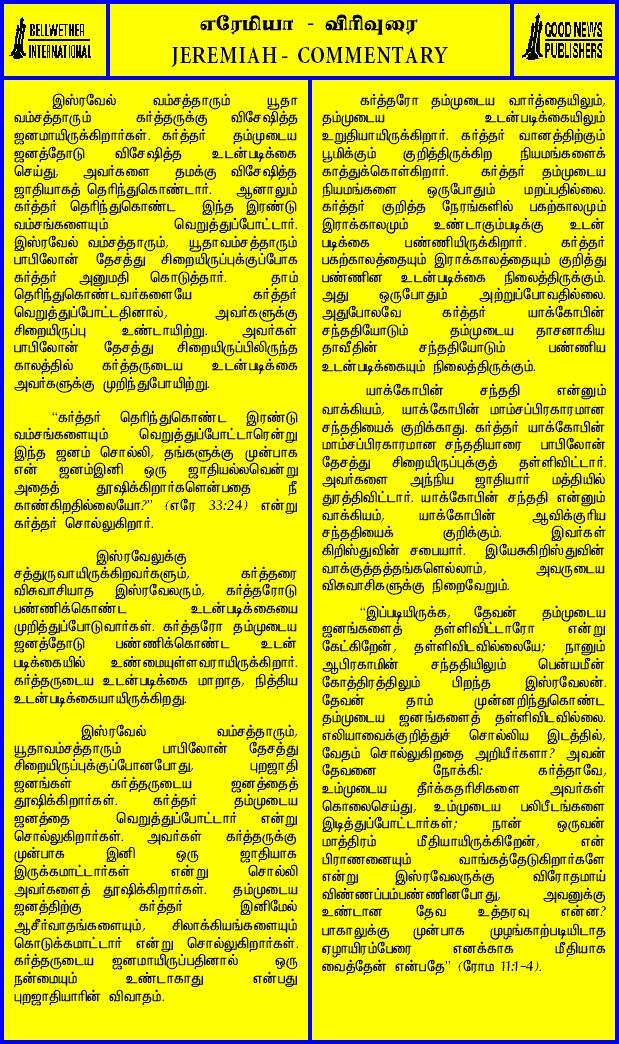 BELLWETHER
INTERNATIONAL
எரேமியா - விரிவுரை
JEREMIAH - COMMENTARY
GOOD NEWS
PUBLISHERS
இஸ்ரவேல் வம்சத்தாரும் யூதா
வம்சத்தாரும் கர்த்தருக்கு விசேஷித்த
ஜனமாயிருக்கிறார்கள். கர்த்தர் தம்முடைய
ஜனத்தோடு விசேஷித்த உடன்படிக்கை
செய்து, அவர்களை தமக்கு விசேஷித்த
ஜாதியாகத் தெரிந்துகொண்டார். ஆனாலும்
கர்த்தர் தெரிந்துகொண்ட இந்த இரண்டு
வம்சங்களையும் வெறுத்துப்போட்டார்.
இஸ்ரவேல் வம்சத்தாரும், யூதாவம்சத்தாரும்
பாபிலோன் தேசத்து சிறையிருப்புக்குப்போக
கர்த்தர் அனுமதி கொடுத்தார். தாம்
தெரிந்துகொண்டவர்களையே கர்த்தர்
வெறுத்துப்போட்டதினால், அவர்களுக்கு
சிறையிருப்பு உண்டாயிற்று. அவர்கள்
பாபிலோன் தேசத்து சிறையிருப்பிலிருந்த
காலத்தில் கர்த்தருடைய உடன்படிக்கை
அவர்களுக்கு முறிந்துபோயிற்று.
"கர்த்தர் தெரிந்துகொண்ட இரண்டு
வம்சங்களையும் வெறுத்துப்போட்டாரென்று
இந்த ஜனம் சொல்லி, தங்களுக்கு முன்பாக
என் ஜனம்இனி ஒரு ஜாதியல்லவென்று
அதைத் தூஷிக்கிறார்களென்பதை நீ
காண்கிறதில்லையோ?" (எரே 33:24) என்று
கர்த்தர் சொல்லுகிறார்.
இஸ்ரவேலுக்கு
சத்துருவாயிருக்கிறவர்களும், கர்த்தரை
விசுவாசியாத இஸ்ரவேலரும், கர்த்தரோடு
பண்ணிக்கொண்ட உடன்படிக்கையை
முறித்துப்போடுவார்கள். கர்த்தரோ தம்முடைய
ஜனத்தோடு பண்ணிக்கொண்ட உடன்
படிக்கையில் உண்மையுள்ளவராயிருக்கிறார்.
கர்த்தருடைய உடன்படிக்கை மாறாத, நித்திய
உடன்படிக்கையாயிருக்கிறது.
இஸ்ரவேல் வம்சத்தாரும்,
யூதாவம்சத்தாரும் பாபிலோன் தேசத்து
சிறையிருப்புக்குப்போனபோது, புறஜாதி
ஜனங்கள் கர்த்தருடைய ஜனத்தைத்
தூஷிக்கிறார்கள். கர்த்தர் தம்முடைய
ஜனத்தை வெறுத்துப்போட்டார் என்று
சொல்லுகிறார்கள். அவர்கள் கர்த்தருக்கு
முன்பாக இனி ஒரு ஜாதியாக
இருக்கமாட்டார்கள் என்று சொல்லி
அவர்களைத் தூஷிக்கிறார்கள். தம்முடைய
ஜனத்திற்கு கர்த்தர் இனிமேல்
ஆசீர்வாதங்களையும், சிலாக்கியங்களையும்
கொடுக்கமாட்டார் என்று சொல்லுகிறார்கள்.
கர்த்தருடைய ஜனமாயிருப்பதினால் ஒரு
நன்மையும் உண்டாகாது என்பது
புறஜாதியாரின் விவாதம்.
கர்த்தரோ தம்முடைய வார்த்தையிலும்,
தம்முடைய உடன்படிக்கையிலும்
உறுதியாயிருக்கிறார். கர்த்தர் வானத்திற்கும்
பூமிக்கும் குறித்திருக்கிற நியமங்களைக்
காத்துக்கொள்கிறார். கர்த்தர் தம்முடைய
நியமங்களை ஒருபோதும் மறப்பதில்லை.
கர்த்தர் குறித்த நேரங்களில் பகற்காலமும்
இராக்காலமும் உண்டாகும்படிக்கு உடன்
படிக்கை பண்ணியிருக்கிறார். கர்த்தர்
பகற்காலத்தையும் இராக்காலத்தையும் குறித்து
பண்ணின உடன்படிக்கை நிலைத்திருக்கும்.
அது ஒருபோதும் அற்றுப்போவதில்லை.
அதுபோலவே கர்த்தர் யாக்கோபின்
சந்ததியோடும் தம்முடைய தாசனாகிய
தாவீதின் சந்ததியோடும் பண்ணிய
உடன்படிக்கையும் நிலைத்திருக்கும்.
யாக்கோபின் சந்ததி என்னும்
வாக்கியம், யாக்கோபின் மாம்சப்பிரகாரமான
சந்ததியைக் குறிக்காது. கர்த்தர் யாக்கோபின்
மாம்சப்பிரகாரமான சந்ததியாரை பாபிலோன்
தேசத்து சிறையிருப்புக்குத் தள்ளிவிட்டார்.
அவர்களை அந்நிய ஜாதியார் மத்தியில்
துரத்திவிட்டார். யாக்கோபின் சந்ததி என்னும்
வாக்கியம், யாக்கோபின் ஆவிக்குரிய
சந்ததியைக் குறிக்கும். இவர்கள்
கிறிஸ்துவின் சபையார். இயேசுகிறிஸ்துவின்
வாக்குத்தத்தங்களெல்லாம், அவருடைய
விசுவாசிகளுக்கு நிறைவேறும்.
"இப்படியிருக்க, தேவன் தம்முடைய
ஜனங்களைத் தள்ளிவிட்டாரோ என்று
கேட்கிறேன், தள்ளிவிடவில்லையே; நானும்
ஆபிரகாமின் சந்ததியிலும் பென்யமீன்
கோத்திரத்திலும் பிறந்த இஸ்ரவேலன்.
தேவன் தாம் முன்னறிந்துகொண்ட
தம்முடைய ஜனங்களைத் தள்ளிவிடவில்லை.
எலியாவைக்குறித்துச் சொல்லிய இடத்தில்,
வேதம் சொல்லுகிறதை அறியீர்களா? அவன்
தேவனை நோக்கி: கர்த்தாவே,
உம்முடைய தீர்க்கதரிசிகளை அவர்கள்
கொலைசெய்து, உம்முடைய பலிபீடங்களை
இடித்துப்போட்டார்கள்; நான் ஒருவன்
மாத்திரம் மீதியாயிருக்கிறேன், என்
பிராணனையும் வாங்கத்தேடுகிறார்களே
என்று இஸ்ரவேலருக்கு விரோதமாய்
விண்ணப்பம்பண்ணினபோது, அவனுக்கு
உண்டான தேவ உத்தரவு என்ன?
பாகாலுக்கு முன்பாக முழங்காற்படியிடாத
ஏழாயிரம்பேரை எனக்காக மீதியாக
வைத்தேன் என்பதே" (ரோம 11:1-4).